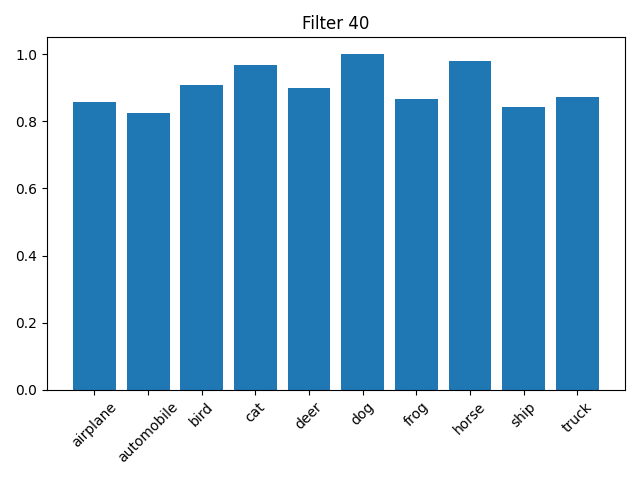 Filter 40
1.0
0.8
0.6
0.4
0.2
0.0
airplane
automobile
bird
cat
deer
dog
frog
horse
ship
truck